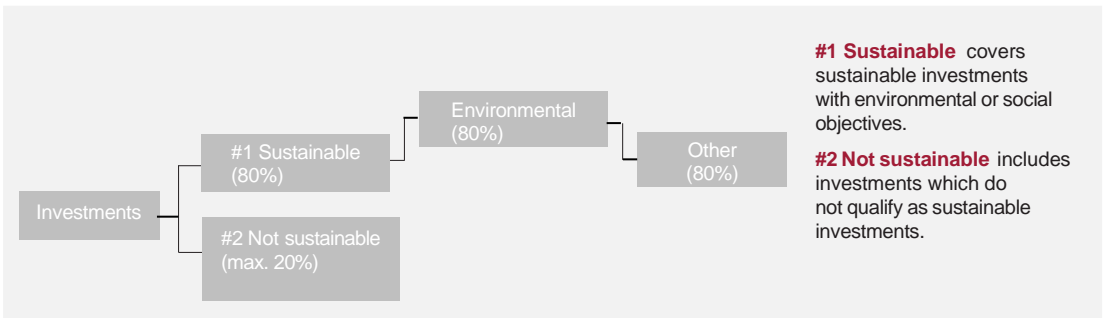 Investments
#1 Sustainable
(80%)
#2 Not sustainable
(max. 20%)
Environmental
(80%)
Other
(80%)
#1 Sustainable covers
sustainable investments
with environmental or social
objectives.
#2 Not sustainable includes
investments which do
not qualify as sustainable
investments.